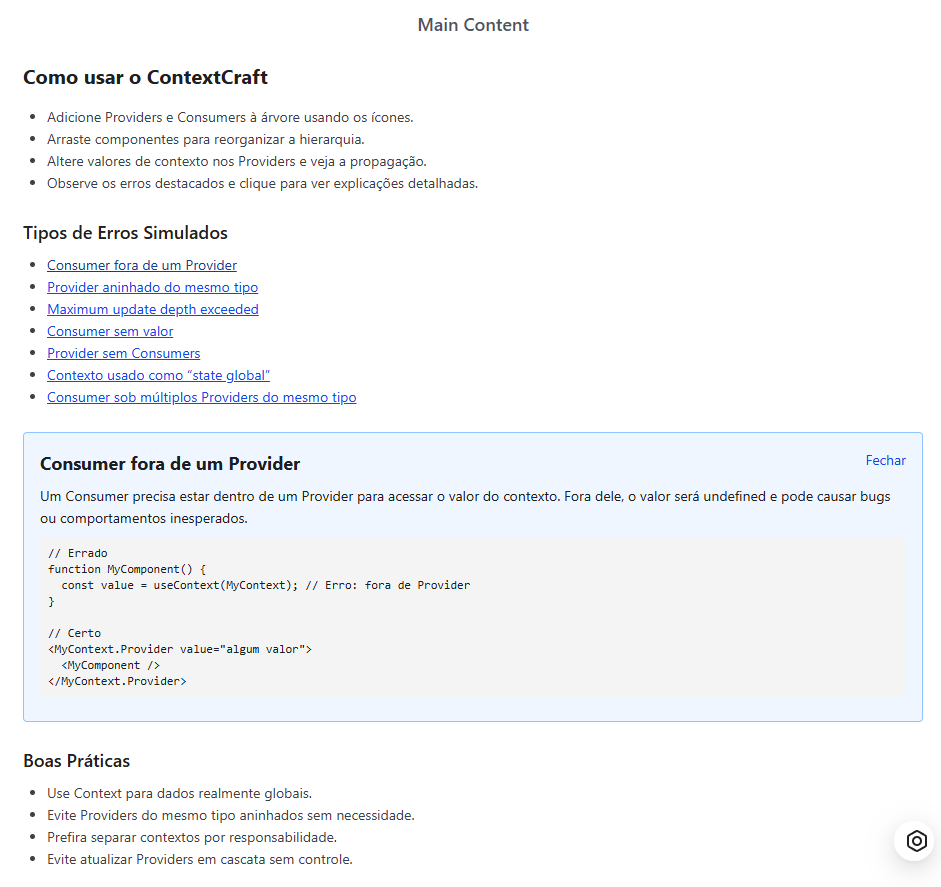 Main Content
Como usar o ContextCraft
Adicione Providers e Consumers à árvore usando os ícones.
Arraste componentes para reorganizar a hierarquia.
Altere valores de contexto nos Providers e veja a propagação.
Observe os erros destacados e clique para ver explicações detalhadas.
Tipos de Erros Simulados
Consumer fora de um Provider
Provider aninhado do mesmo tipo
Maximum update depth exceeded
Consumer sem valor
Provider sem Consumers
Contexto usado como “state global”
Consumer sob múltiplos Providers do mesmo tipo
Consumer fora de um Provider
Fechar
Um Consumer precisa estar dentro de um Provider para acessar o valor do contexto. Fora dele, o valor será undefined e pode causar bugs
ou comportamentos inesperados.
// Errado
function MyComponent() {
  const value = useContext(MyContext); // Erro: fora de Provider
}
// Certo
<MyContext.Provider value="algum valor">
  <MyComponent />
</MyContext.Provider>
Boas Práticas
Use Context para dados realmente globais.
Evite Providers do mesmo tipo aninhados sem necessidade.
Prefira separar contextos por responsabilidade.
Evite atualizar Providers em cascata sem controle.